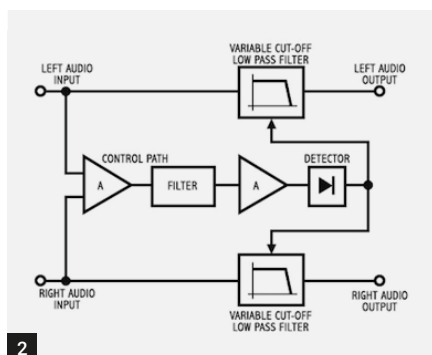 VARIABLE CUT-OFF
LOW PASS FILTER
LEFT AUDIO
INPUT
LEFT AUDIO
OUTPUT
CONTROL PATH
DETECTOR
A
FILTER
A
RIGHT AUDIO
INPUT
RIGHT AUDIO
OUTPUT
VARIABLE CUT-OFF
LOW PASS FILTER
2